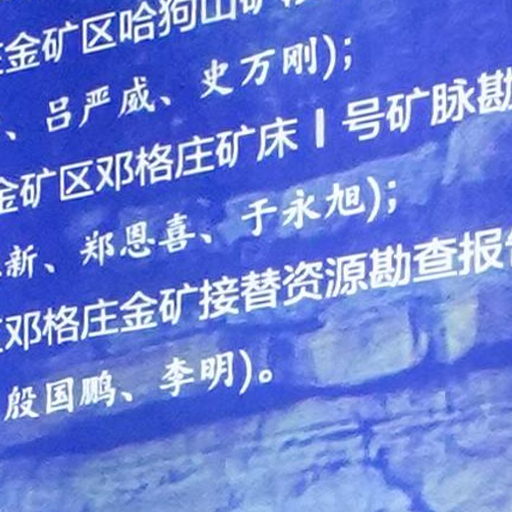 金矿区哈狗山矿
、吕严威、史万刚);
金矿区邓格庄矿床Ⅰ号矿脉勘
新、郑恩喜、于永旭);
邓格庄金矿接替资源勘查报告
殷国鹏、李明)。